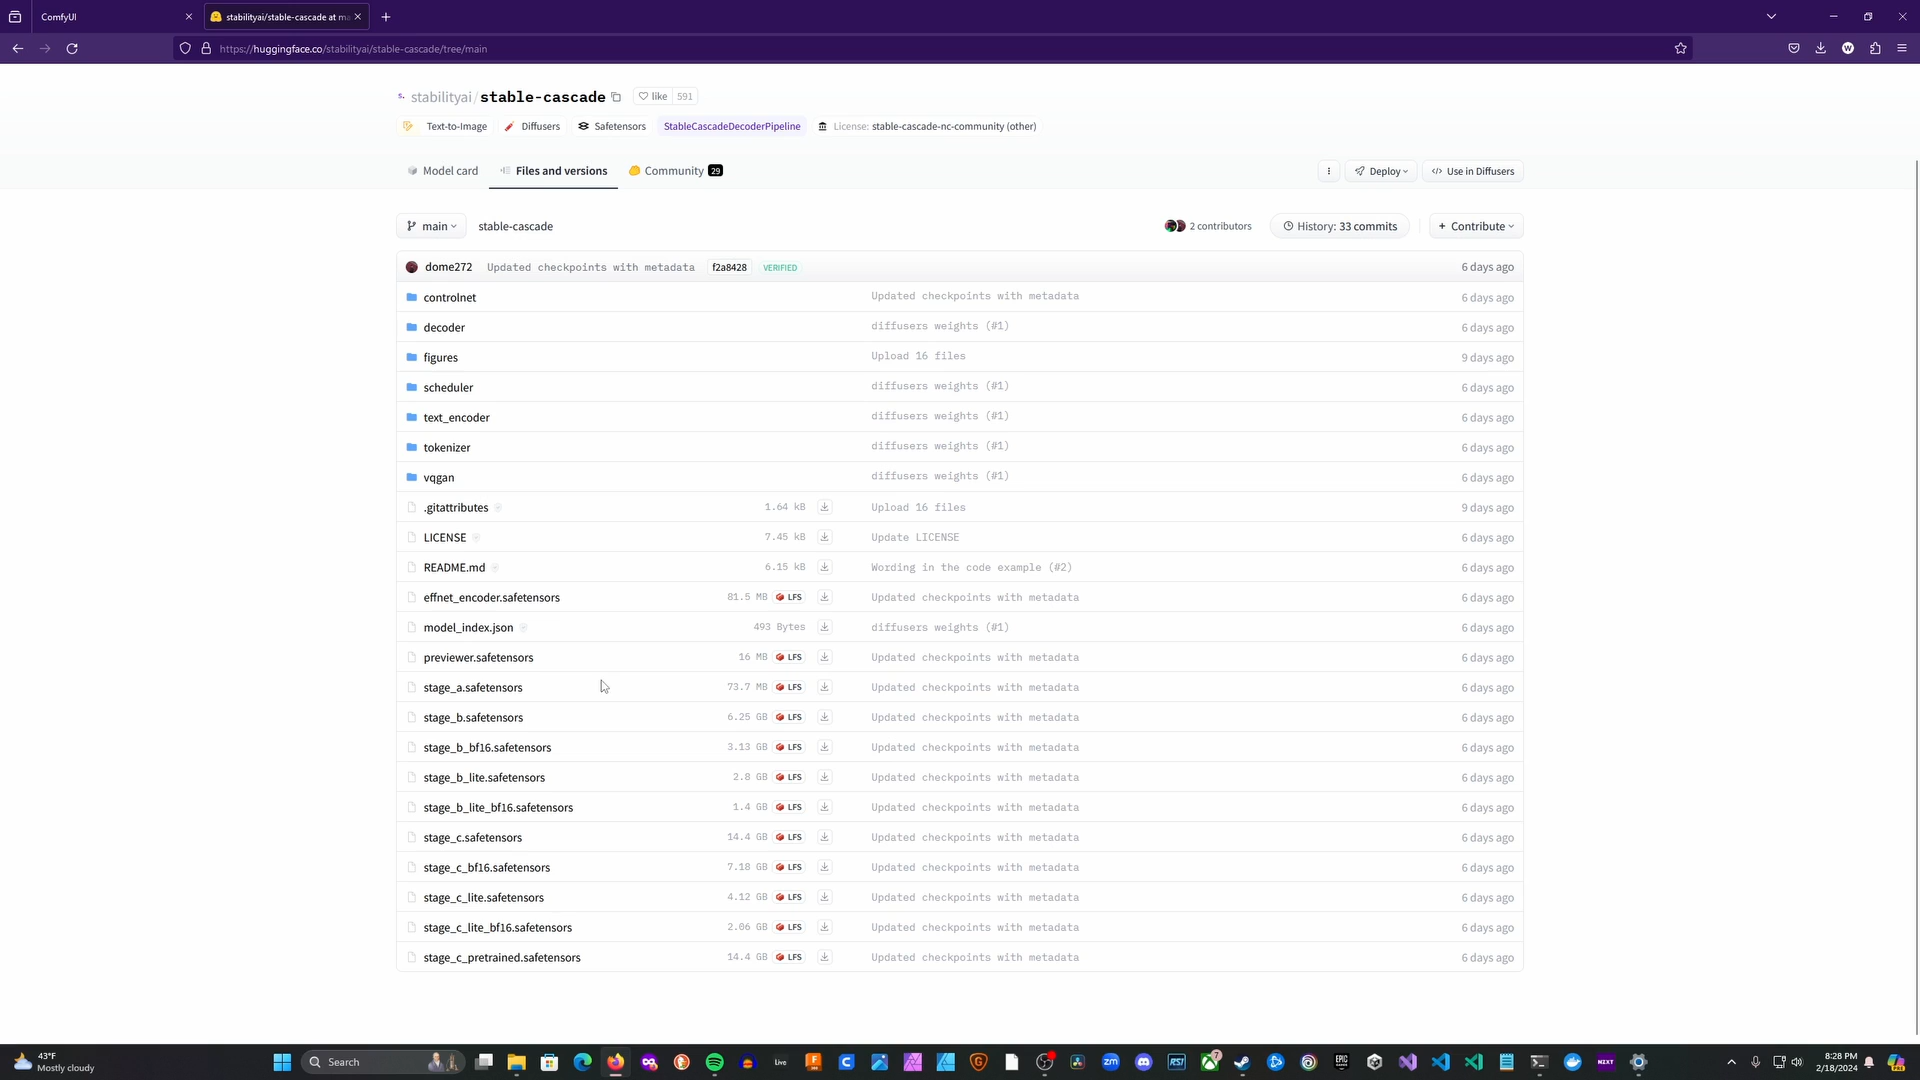 ComfyUI
stabilityai/stable-cascade at ma
https://huggingface.co/stabilityai/stable-cascade/tree/main
stabilityai/stable-cascade
like 591
Text-to-Image Diffusers Safetensors StableCascadeDecoderPipeline License: stable-cascade-nc-community (other)
Model card Files and versions Community 29
Deploy </> Use in Diffusers
main stable-cascade 2 contributors History: 33 commits + Contribute
dome272 Updated checkpoints with metadata f2a8428 VERIFIED 6 days ago
controlnet Updated checkpoints with metadata 6 days ago
decoder diffusers weights (#1) 6 days ago
figures Upload 16 files 9 days ago
scheduler diffusers weights (#1) 6 days ago
text_encoder diffusers weights (#1) 6 days ago
tokenizer diffusers weights (#1) 6 days ago
vqgan diffusers weights (#1) 6 days ago
.gitattributes 1.64 kB Upload 16 files 9 days ago
LICENSE 7.45 kB Update LICENSE 6 days ago
README.md 6.15 kB Wording in the code example (#2) 6 days ago
effnet_encoder.safetensors 81.5 MB LFS Updated checkpoints with metadata 6 days ago
model_index.json 493 Bytes diffusers weights (#1) 6 days ago
previewer.safetensors 16 MB LFS Updated checkpoints with metadata 6 days ago
stage_a.safetensors 73.7 MB LFS Updated checkpoints with metadata 6 days ago
stage_b.safetensors 6.25 GB LFS Updated checkpoints with metadata 6 days ago
stage_b_bf16.safetensors 3.13 GB LFS Updated checkpoints with metadata 6 days ago
stage_b_lite.safetensors 2.8 GB LFS Updated checkpoints with metadata 6 days ago
stage_b_lite_bf16.safetensors 1.4 GB LFS Updated checkpoints with metadata 6 days ago
stage_c.safetensors 14.4 GB LFS Updated checkpoints with metadata 6 days ago
stage_c_bf16.safetensors 7.18 GB LFS Updated checkpoints with metadata 6 days ago
stage_c_lite.safetensors 4.12 GB LFS Updated checkpoints with metadata 6 days ago
stage_c_lite_bf16.safetensors 2.06 GB LFS Updated checkpoints with metadata 6 days ago
stage_c_pretrained.safetensors 14.4 GB LFS Updated checkpoints with metadata 6 days ago
43°F
Mostly cloudy
Search
Live
zm
RSI
EPIC
NZXT
8:28 PM
2/18/2024